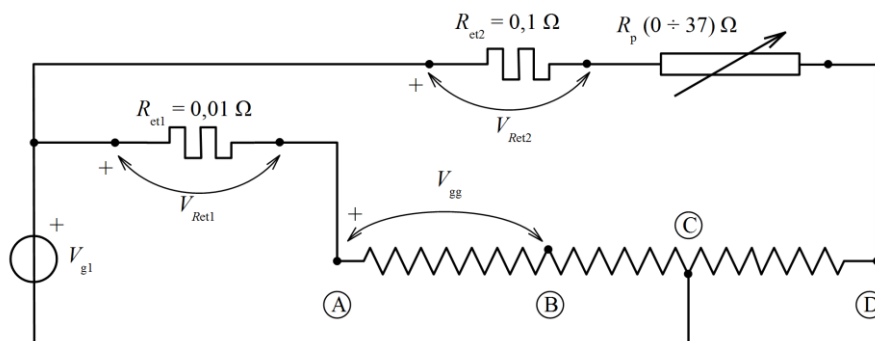 R_et2 = 0,1 Ω
R_p (0 ÷ 37) Ω
+
V_Ret2
R_et1 = 0,01 Ω
+
V_Ret1
V_gg
+
+
V_g1
C
A
B
D